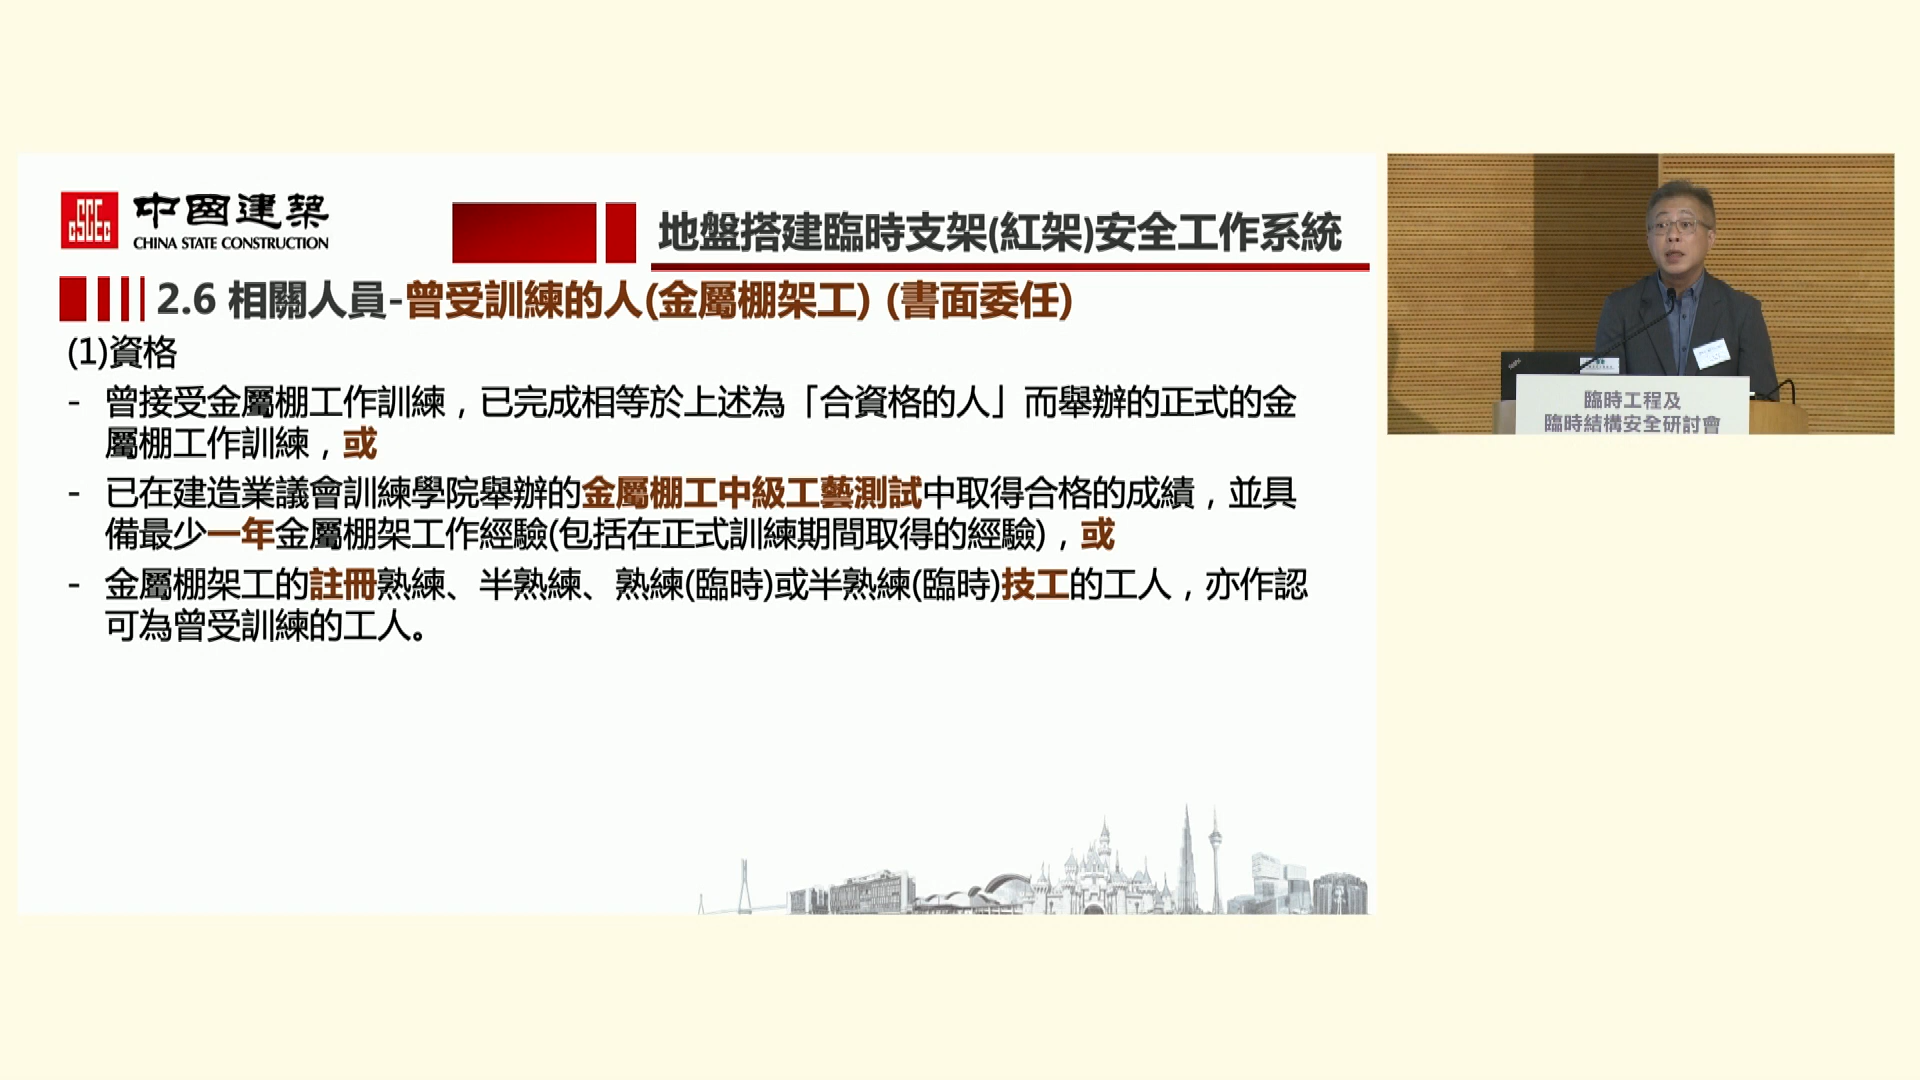 中國建築
CHINA STATE CONSTRUCTION
地盤搭建臨時支架(紅架)安全工作系統
2.6 相關人員-曾受訓練的人(金屬棚架工) (書面委任)
(1)資格
- 曾接受金屬棚工作訓練，已完成相等於上述為「合資格的人」而舉辦的正式的金
屬棚工作訓練，或
- 已在建造業議會訓練學院舉辦的金屬棚工中級工藝測試中取得合格的成績，並具
備最少一年金屬棚架工作經驗(包括在正式訓練期間取得的經驗)，或
- 金屬棚架工的註冊熟練、半熟練、熟練(臨時)或半熟練(臨時)技工的工人，亦作認
可為曾受訓練的工人。
臨時工程及
臨時結構安全研討會